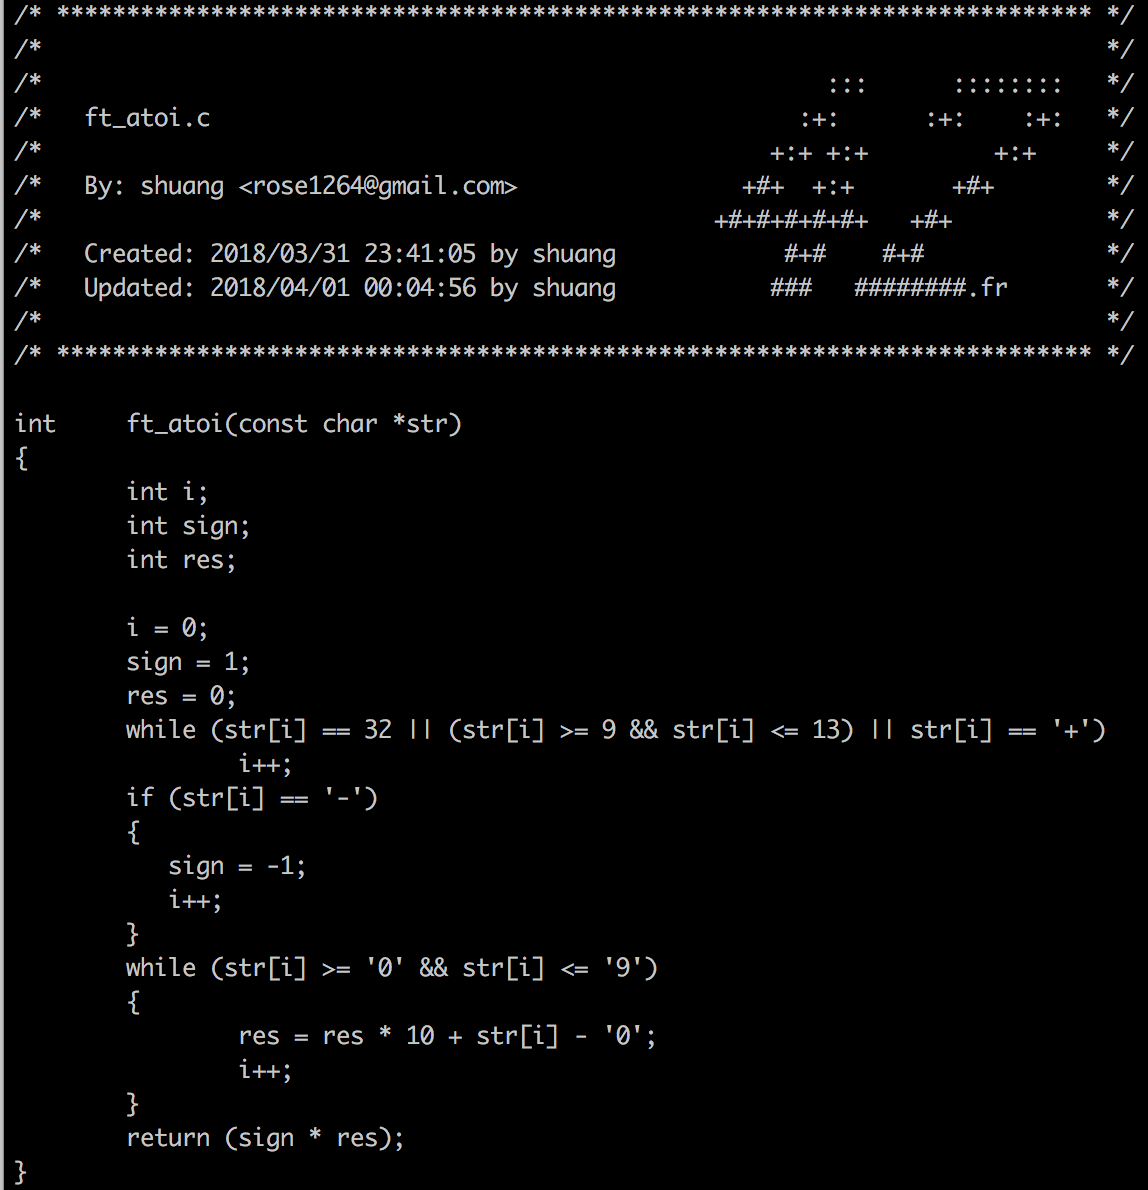 /* ************************************************************************** */
/*                                                                            */
/*                                                        :::      ::::::::   */
/*   ft_atoi.c                                          :+:      :+:    :+:   */
/*                                                    +:+ +:+         +:+     */
/*   By: shuang <rose1264@gmail.com>                +#+  +:+       +#+        */
/*                                                +#+#+#+#+#+   +#+           */
/*   Created: 2018/03/31 23:41:05 by shuang            #+#    #+#             */
/*   Updated: 2018/04/01 00:04:56 by shuang           ###   ########.fr       */
/*                                                                            */
/* ************************************************************************** */

int     ft_atoi(const char *str)
{
        int i;
        int sign;
        int res;

        i = 0;
        sign = 1;
        res = 0;
        while (str[i] == 32 || (str[i] >= 9 && str[i] <= 13) || str[i] == '+')
                i++;
        if (str[i] == '-')
        {
           sign = -1;
           i++;
        }
        while (str[i] >= '0' && str[i] <= '9')
        {
                res = res * 10 + str[i] - '0';
                i++;
        }
        return (sign * res);
}